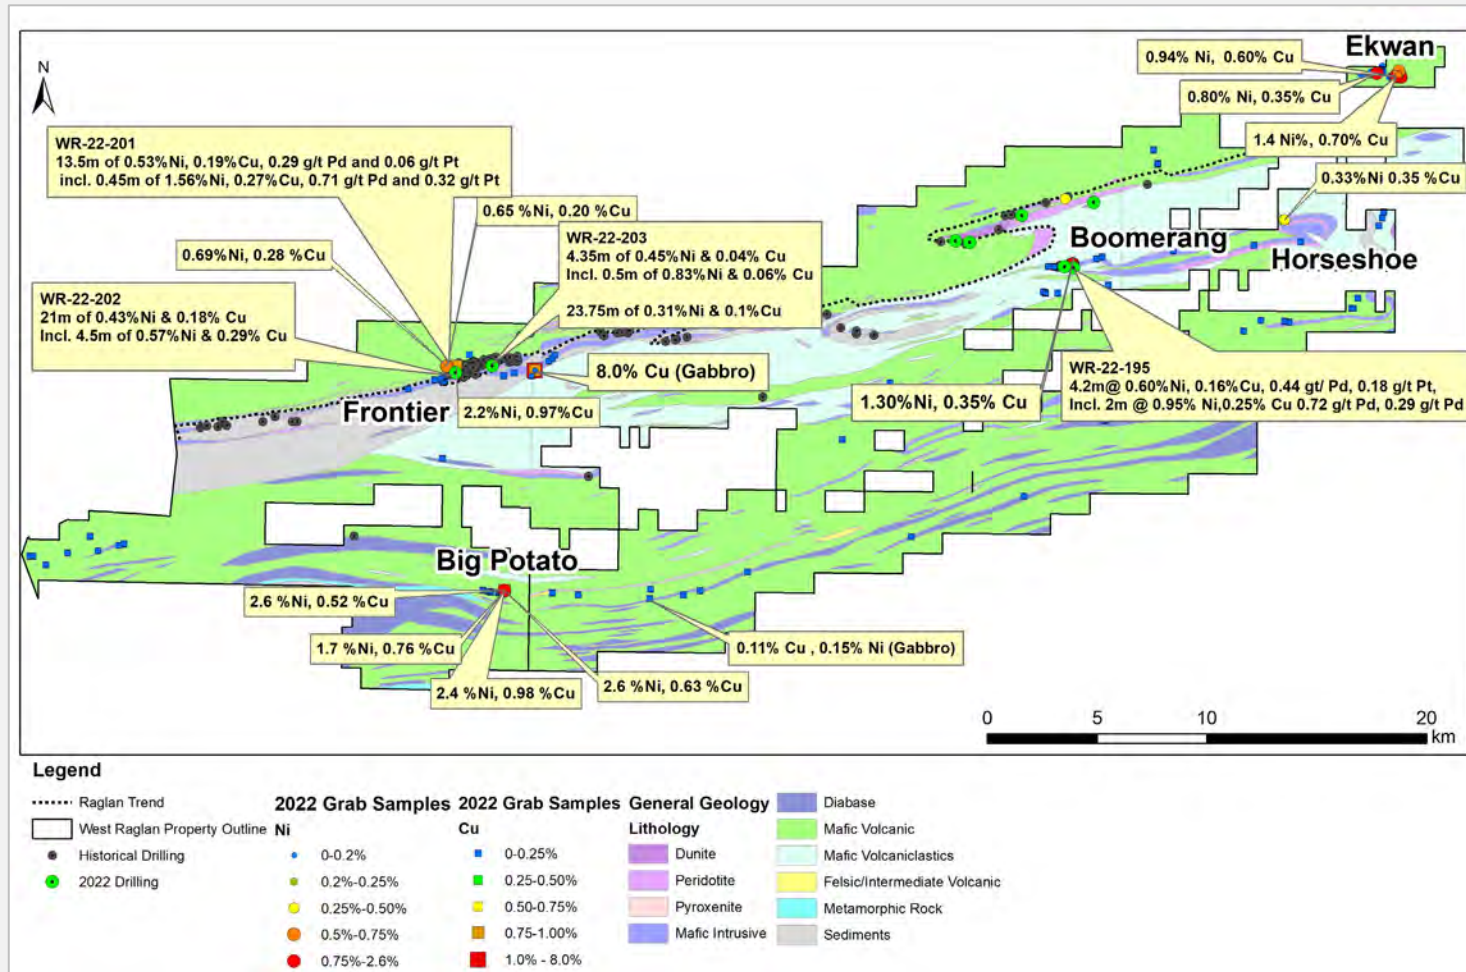 N
Ekwan
0.94% Ni, 0.60% Cu
0.80% Ni, 0.35% Cu
1.4 Ni%, 0.70% Cu
0.33%Ni 0.35 %Cu
WR-22-201
13.5m of 0.53%Ni, 0.19%Cu, 0.29 g/t Pd and 0.06 g/t Pt
incl. 0.45m of 1.56%Ni, 0.27%Cu, 0.71 g/t Pd and 0.32 g/t Pt
0.65 %Ni, 0.20 %Cu
0.69%Ni, 0.28 %Cu
WR-22-203
4.35m of 0.45%Ni & 0.04% Cu
Incl. 0.5m of 0.83%Ni & 0.06% Cu
23.75m of 0.31%Ni & 0.1%Cu
Boomerang
Horseshoe
WR-22-202
21m of 0.43%Ni & 0.18% Cu
Incl. 4.5m of 0.57%Ni & 0.29% Cu
8.0% Cu (Gabbro)
WR-22-195
4.2m@ 0.60%Ni, 0.16%Cu, 0.44 gt/ Pd, 0.18 g/t Pt,
Incl. 2m @ 0.95% Ni,0.25% Cu 0.72 g/t Pd, 0.29 g/t Pd
1.30%Ni, 0.35% Cu
Frontier
2.2%Ni, 0.97%Cu
Big Potato
2.6 %Ni, 0.52 %Cu
1.7 %Ni, 0.76 %Cu
2.4 %Ni, 0.98 %Cu
2.6 %Ni, 0.63 %Cu
0.11% Cu , 0.15% Ni (Gabbro)
0 5 10 20
km
Legend
Raglan Trend
West Raglan Property Outline
Historical Drilling
2022 Drilling
2022 Grab Samples
Ni
0-0.2%
0.2%-0.25%
0.25%-0.50%
0.5%-0.75%
0.75%-2.6%
2022 Grab Samples
Cu
0-0.25%
0.25-0.50%
0.50-0.75%
0.75-1.00%
1.0% - 8.0%
General Geology
Lithology
Dunite
Peridotite
Pyroxenite
Mafic Intrusive
Diabase
Mafic Volcanic
Mafic Volcaniclastics
Felsic/Intermediate Volcanic
Metamorphic Rock
Sediments